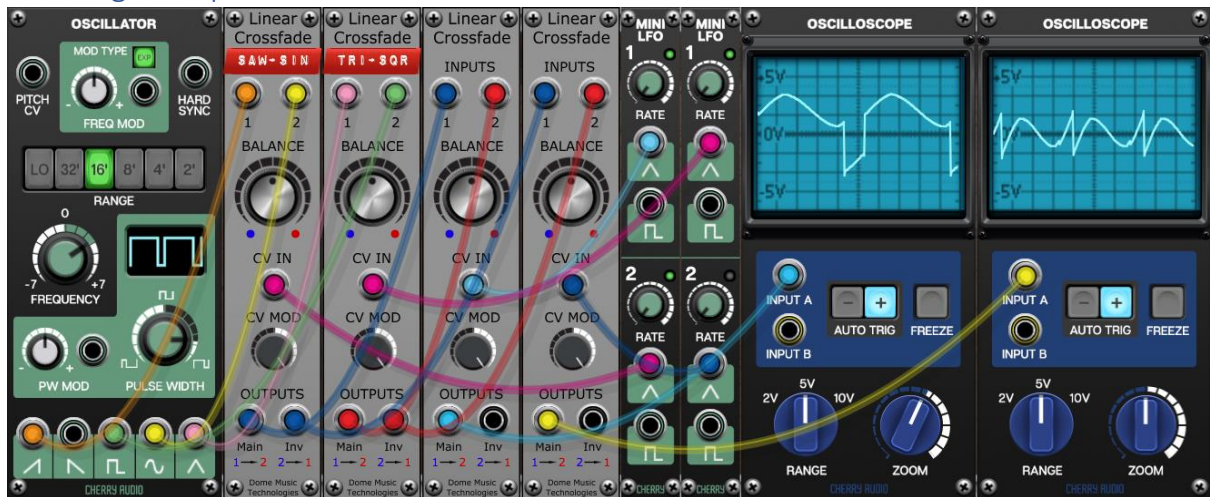 OSCILLATOR
MOD TYPE
EXP
PITCH
CV
HARD
SYNC
- +
FREQ MOD
LO 32' 16' 8' 4' 2'
RANGE
0
-7 +7
FREQUENCY
- +
PW MOD
PULSE WIDTH
CHERRY AUDIO
Linear
Crossfade
SAW-SIN
1 2
BALANCE
CV IN
CV MOD
OUTPUTS
Main Inv
1→2 2→1
Dome Music
Technologies
Linear
Crossfade
TRI-SQR
1 2
BALANCE
CV IN
CV MOD
OUTPUTS
Main Inv
1→2 2→1
Dome Music
Technologies
Linear
Crossfade
INPUTS
1 2
BALANCE
CV IN
CV MOD
OUTPUTS
Main Inv
1→2 2→1
Dome Music
Technologies
Linear
Crossfade
INPUTS
1 2
BALANCE
CV IN
CV MOD
OUTPUTS
Main Inv
1→2 2→1
Dome Music
Technologies
MINI
LFO
1
RATE
2
RATE
CHERRY
MINI
LFO
1
RATE
2
RATE
CHERRY
OSCILLOSCOPE
+5V
0V
-5V
INPUT A
INPUT B
- +
AUTO TRIG
FREEZE
2V 5V 10V
RANGE
ZOOM
CHERRY AUDIO
OSCILLOSCOPE
+5V
0V
-5V
INPUT A
INPUT B
- +
AUTO TRIG
FREEZE
2V 5V 10V
RANGE
ZOOM
CHERRY AUDIO